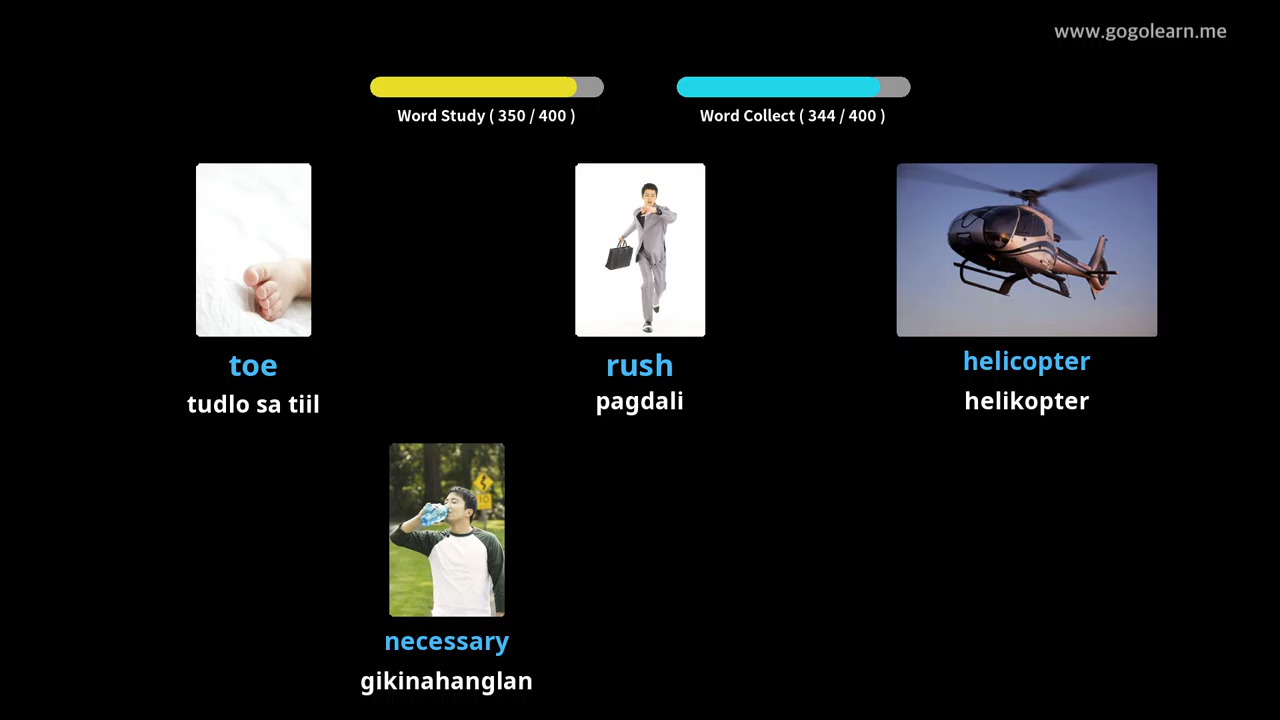 www.gogolearn.me
Word Study ( 350 / 400 )
Word Collect ( 344 / 400 )
toe
tudlo sa tiil
rush
pagdali
helicopter
helikopter
10
necessary
gikinahanglan